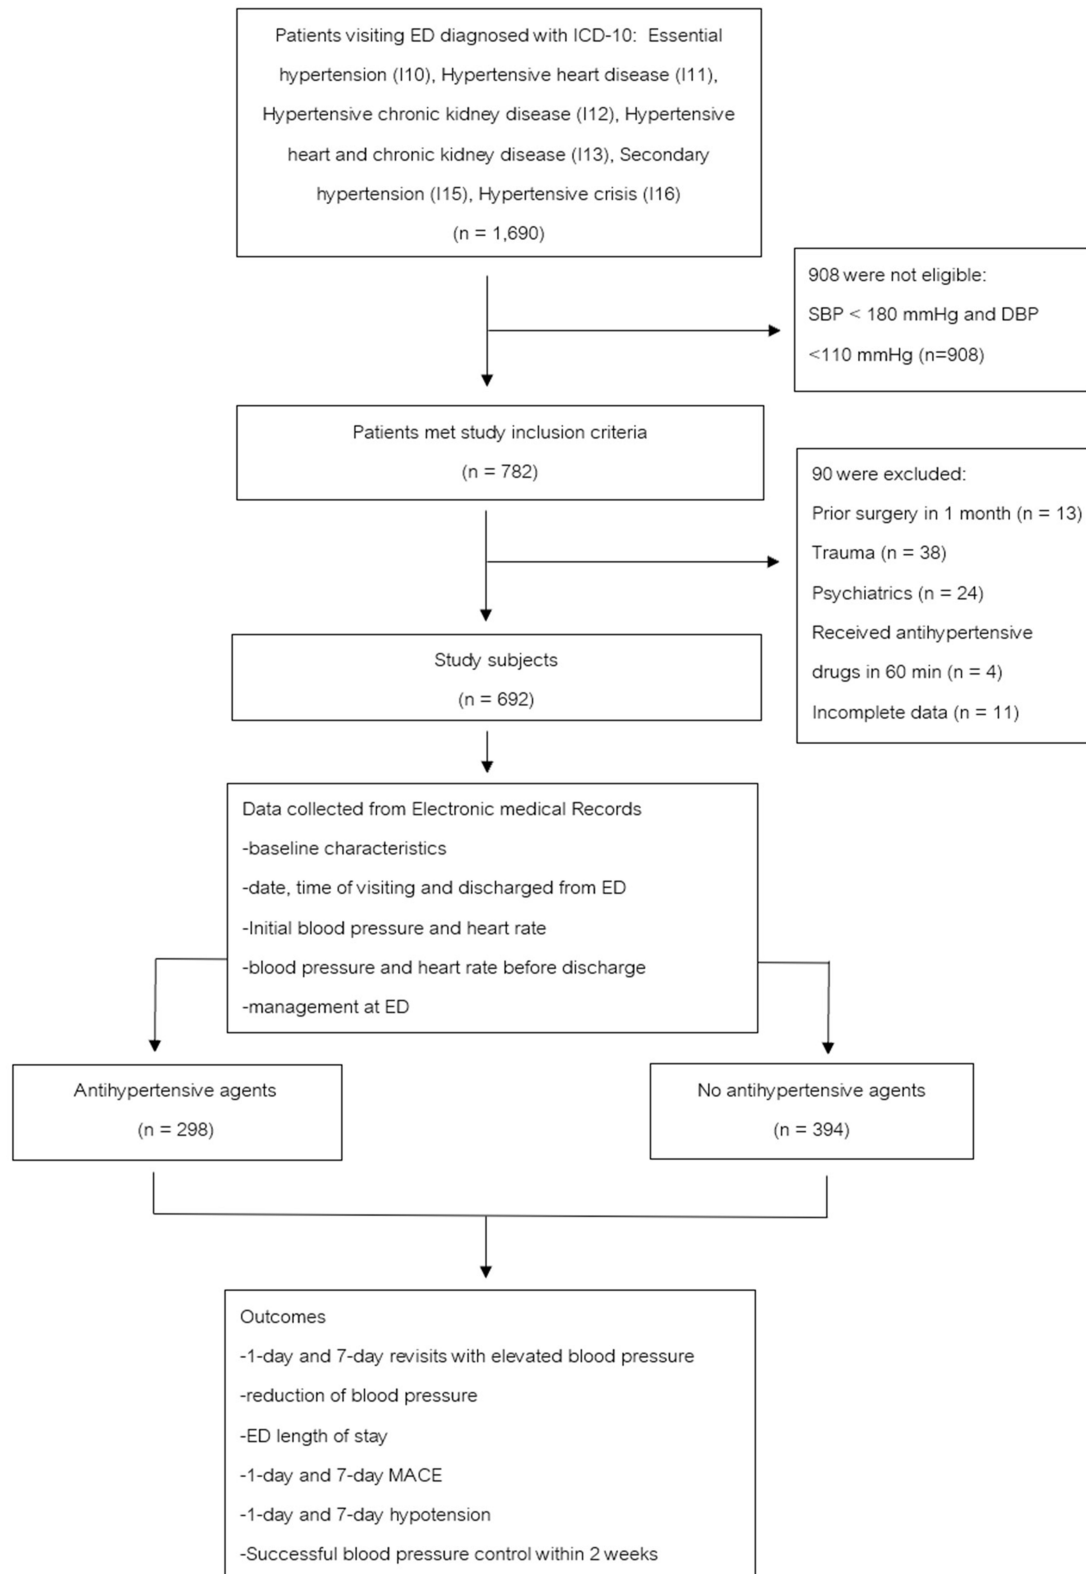 Patients visiting ED diagnosed with ICD-10: Essential
hypertension (I10), Hypertensive heart disease (I11),
Hypertensive chronic kidney disease (I12), Hypertensive
heart and chronic kidney disease (I13), Secondary
hypertension (I15), Hypertensive crisis (I16)
(n = 1,690)
908 were not eligible:
SBP < 180 mmHg and DBP
<110 mmHg (n=908)
Patients met study inclusion criteria
(n = 782)
90 were excluded:
Prior surgery in 1 month (n = 13)
Trauma (n = 38)
Psychiatrics (n = 24)
Received antihypertensive
drugs in 60 min (n = 4)
Incomplete data (n = 11)
Study subjects
(n = 692)
Data collected from Electronic medical Records
-baseline characteristics
-date, time of visiting and discharged from ED
-Initial blood pressure and heart rate
-blood pressure and heart rate before discharge
-management at ED
Antihypertensive agents
(n = 298)
No antihypertensive agents
(n = 394)
Outcomes
-1-day and 7-day revisits with elevated blood pressure
-reduction of blood pressure
-ED length of stay
-1-day and 7-day MACE
-1-day and 7-day hypotension
-Successful blood pressure control within 2 weeks